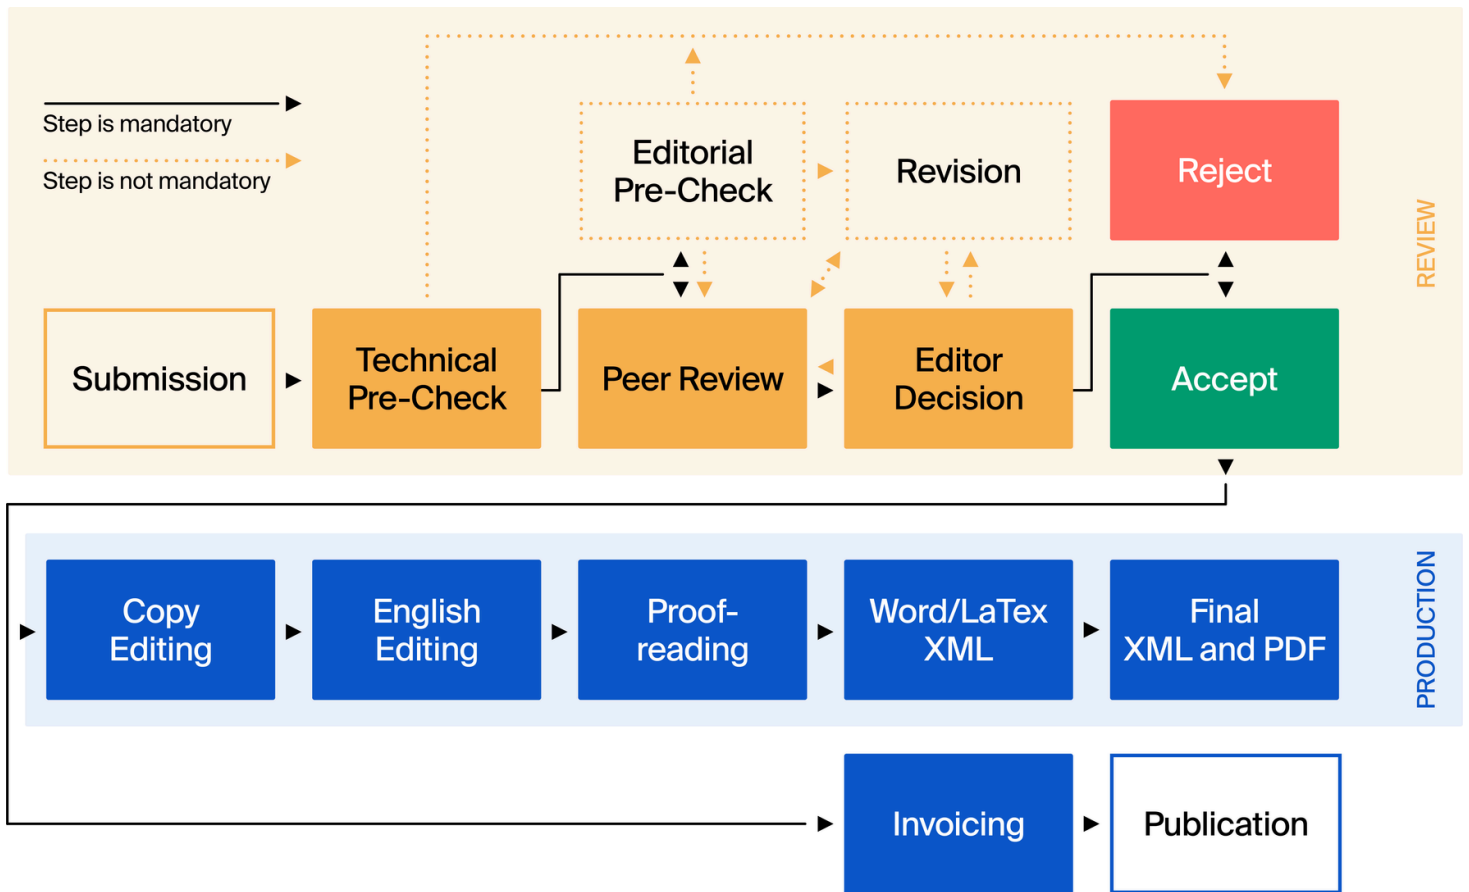 Step is mandatory
Step is not mandatory
Editorial
Pre-Check
Revision
Reject
REVIEW
Submission
Technical
Pre-Check
Peer Review
Editor
Decision
Accept
Copy
Editing
English
Editing
Proof-
reading
Word/LaTex
XML
Final
XML and PDF
PRODUCTION
Invoicing
Publication